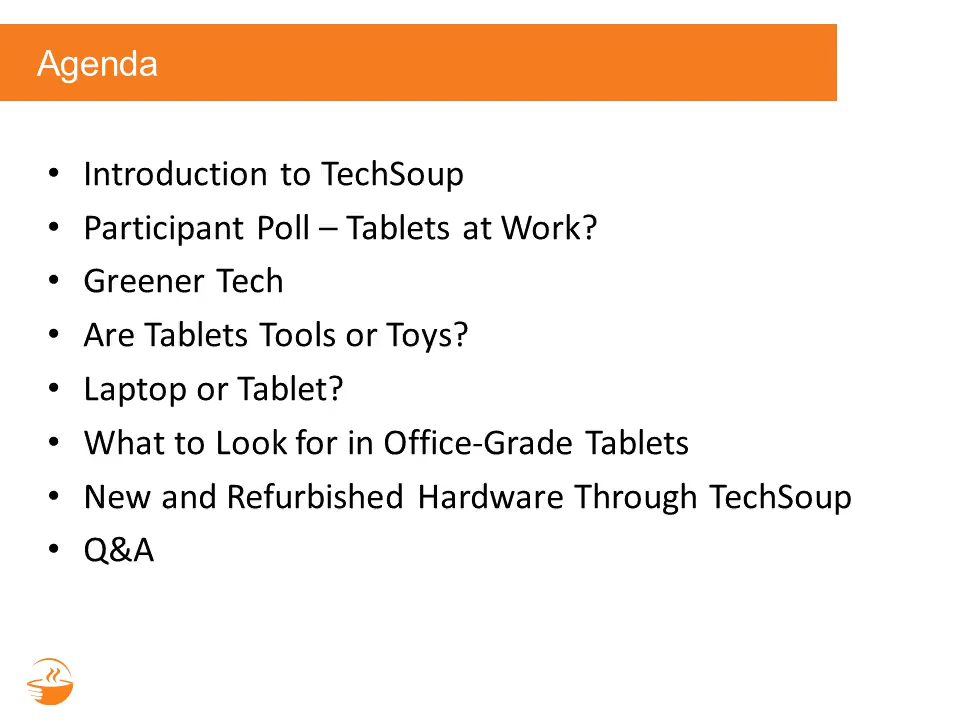 Agenda
• Introduction to TechSoup
• Participant Poll – Tablets at Work?
• Greener Tech
• Are Tablets Tools or Toys?
• Laptop or Tablet?
• What to Look for in Office-Grade Tablets
• New and Refurbished Hardware Through TechSoup
• Q&A